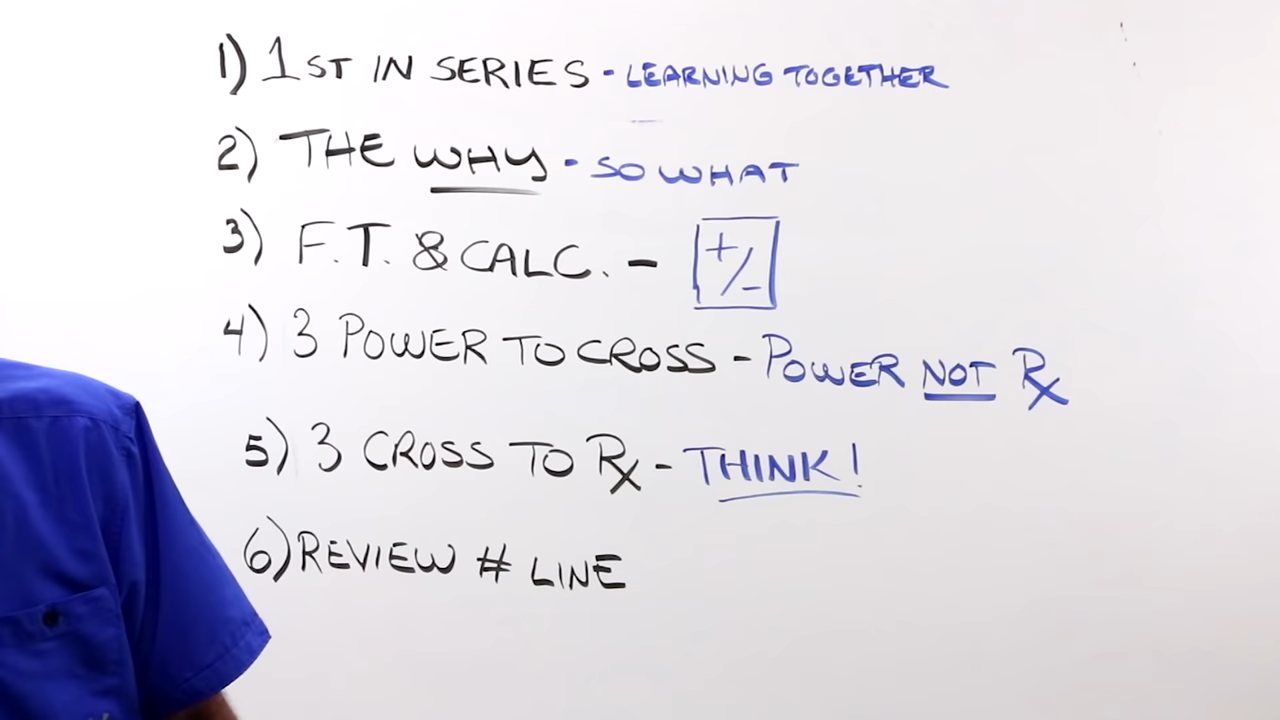 1) 1ST IN SERIES - LEARNING TOGETHER
2) THE WHY - SO WHAT
3) F.T. & CALC. - +/-
4) 3 POWER TO CROSS - POWER NOT Rx
5) 3 CROSS TO Rx - THINK!
6) REVIEW # LINE